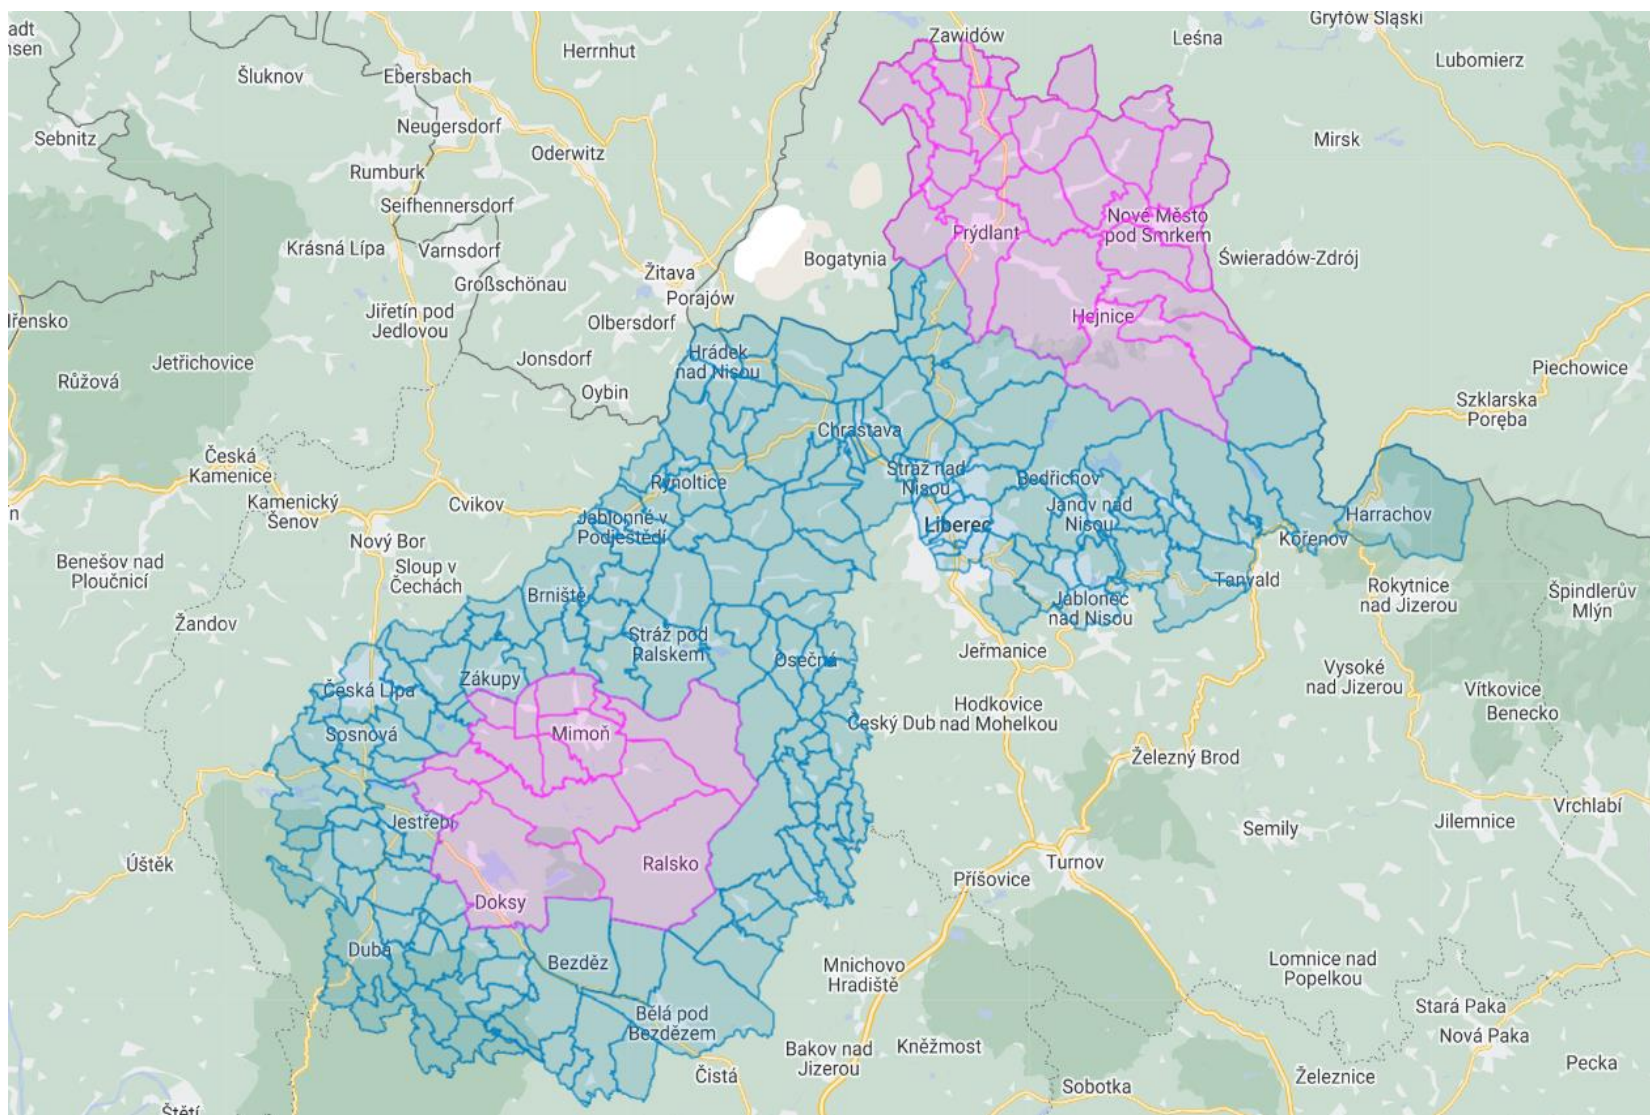 Gryfów Śląski
adt
nsen
Zawidów
Leśna
Herrnhut
Lubomierz
Šluknov
Ebersbach
Sebnitz
Neugersdorf
Mirsk
Oderwitz
Rumburk
Seifhennersdorf
Nové Město
pod Smrkem
Frýdlant
Krásná Lípa
Varnsdorf
Bogatynia
Świeradów-Zdrój
Žitava
Großschönau
Porajów
Jiřetín pod
Jedlovou
Olbersdorf
Hejnice
Jetřichovice
Jonsdorf
Hrádek
nad Nisou
Růžová
Oybin
Piechowice
Szklarska
Poręba
Chrastava
Česká
Kamenice
Stráž nad
Nisou
Bedřichov
Rynoltice
Kamenický
Šenov
Cvikov
Janov nad
Nisou
Harrachov
Jablonné v
Podještědí
Liberec
Nový Bor
Kořenov
Benešov nad
Ploučnicí
Sloup v
Čechách
Tanvald
Rokytnice
nad Jizerou
Špindlerův
Mlýn
Brniště
Jablonec
nad Nisou
Žandov
Stráž pod
Ralskem
Jeřmanice
Osečná
Vysoké
nad Jizerou
Zákupy
Česká Lípa
Vítkovice
Hodkovice
nad Mohelkou
Benecko
Český Dub
Sosnová
Mimoň
Železný Brod
Vrchlabí
Jestřebí
Semily
Jilemnice
Úštěk
Ralsko
Turnov
Příšovice
Doksy
Dubá
Bezděz
Mnichovo
Hradiště
Lomnice nad
Popelkou
Stará Paka
Bělá pod
Bezdězem
Nová Paka
Bakov nad
Jizerou
Kněžmost
Pecka
Čistá
Železnice
Sobotka
Štětí